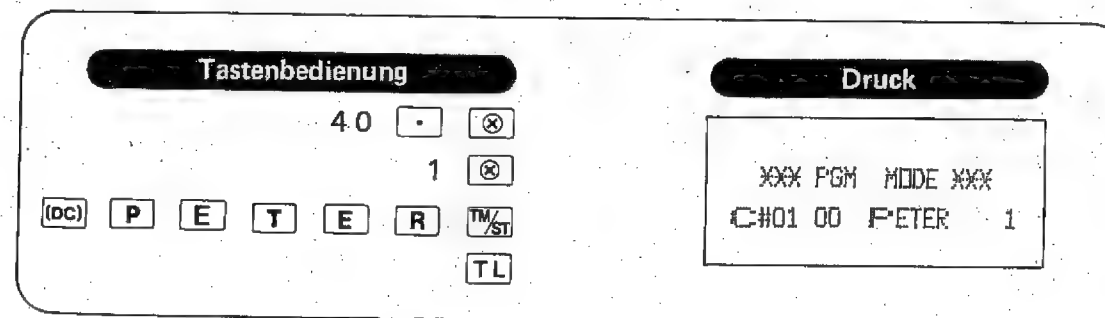 Tastenbedienung
40 · ⊗
1 ⊗
(DC) P E T E R TM/ST
TL
Druck
XXX PGM MODE XXX
C#01 00 PETER 1